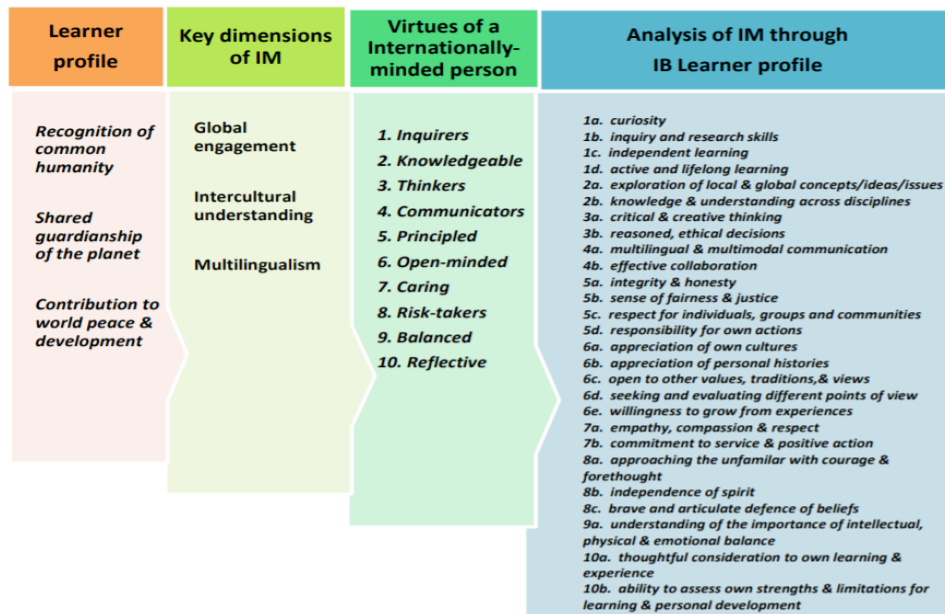 Learner
profile
Recognition of
common
humanity
Shared
guardianship
of the planet
Contribution to
world peace &
development
Key dimensions
of IM
Global
engagement
Intercultural
understanding
Multilingualism
Virtues of a
Internationally-
minded person
1. Inquirers
2. Knowledgeable
3. Thinkers
4. Communicators
5. Principled
6. Open-minded
7. Caring
8. Risk-takers
9. Balanced
10. Reflective
Analysis of IM through
IB Learner profile
1a. curiosity
1b. inquiry and research skills
1c. independent learning
1d. active and lifelong learning
2a. exploration of local & global concepts/ideas/issues
2b. knowledge & understanding across disciplines
3a. critical & creative thinking
3b. reasoned, ethical decisions
4a. multilingual & multimodal communication
4b. effective collaboration
5a. integrity & honesty
5b. sense of fairness & justice
5c. respect for individuals, groups and communities
5d. responsibility for own actions
6a. appreciation of own cultures
6b. appreciation of personal histories
6c. open to other values, traditions,& views
6d. seeking and evaluating different points of view
6e. willingness to grow from experiences
7a. empathy, compassion & respect
7b. commitment to service & positive action
8a. approaching the unfamilar with courage &
forethought
8b. independence of spirit
8c. brave and articulate defence of beliefs
9a. understanding of the importance of intellectual,
physical & emotional balance
10a. thoughtful consideration to own learning &
experience
10b. ability to assess own strengths & limitations for
learning & personal development